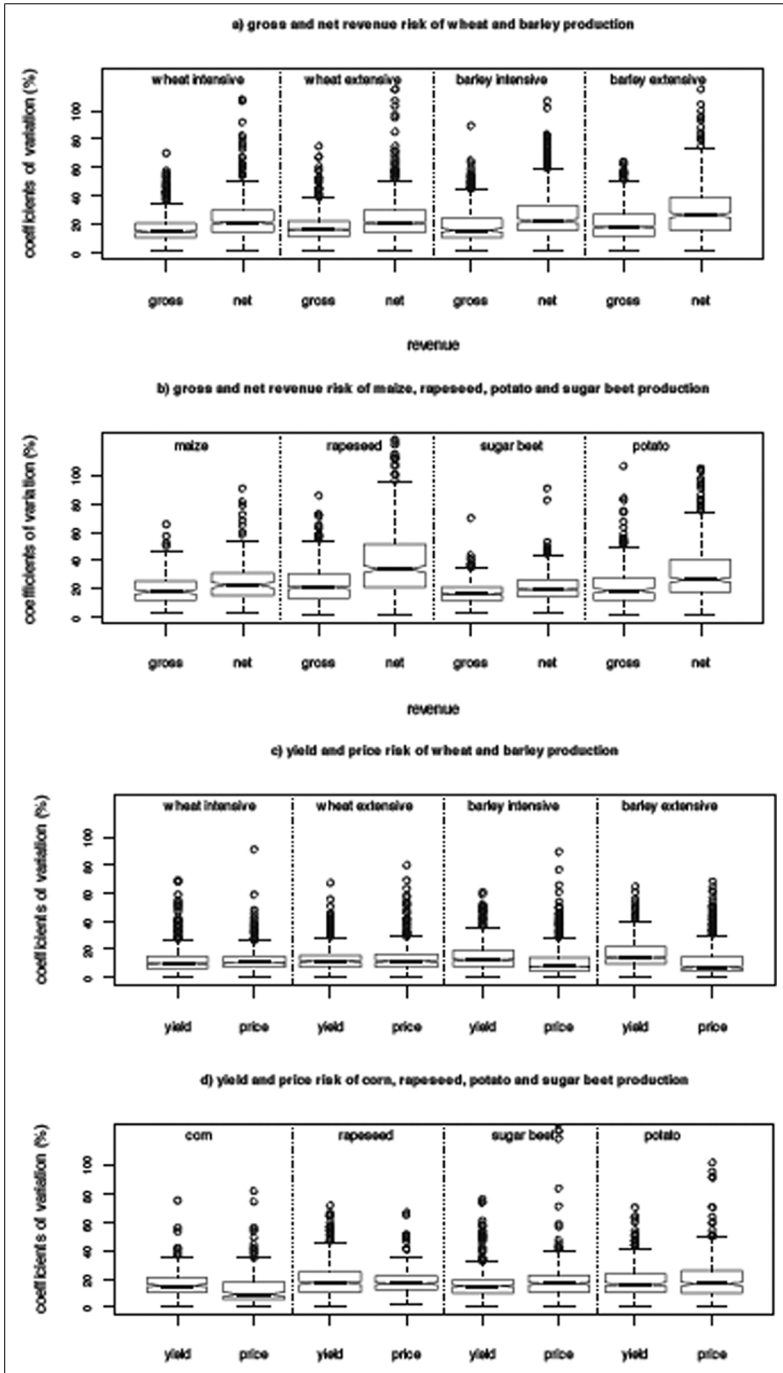 a) gross and net revenue risk of wheat and barley production
coefficients of variation (%)
0 20 40 60 80 100
wheat intensive wheat extensive barley intensive barley extensive
gross net gross net gross net gross net
revenue
b) gross and net revenue risk of maize, rapeseed, potato and sugar beet production
coefficients of variation (%)
0 20 40 60 80 100
maize rapeseed sugar beet potato
gross net gross net gross net gross net
revenue
c) yield and price risk of wheat and barley production
coefficients of variation (%)
0 20 40 60 80 100
wheat intensive wheat extensive barley intensive barley extensive
yield price yield price yield price yield price
d) yield and price risk of corn, rapeseed, potato and sugar beet production
coefficients of variation (%)
0 20 40 60 80 100
corn rapeseed sugar beet potato
yield price yield price yield price yield price